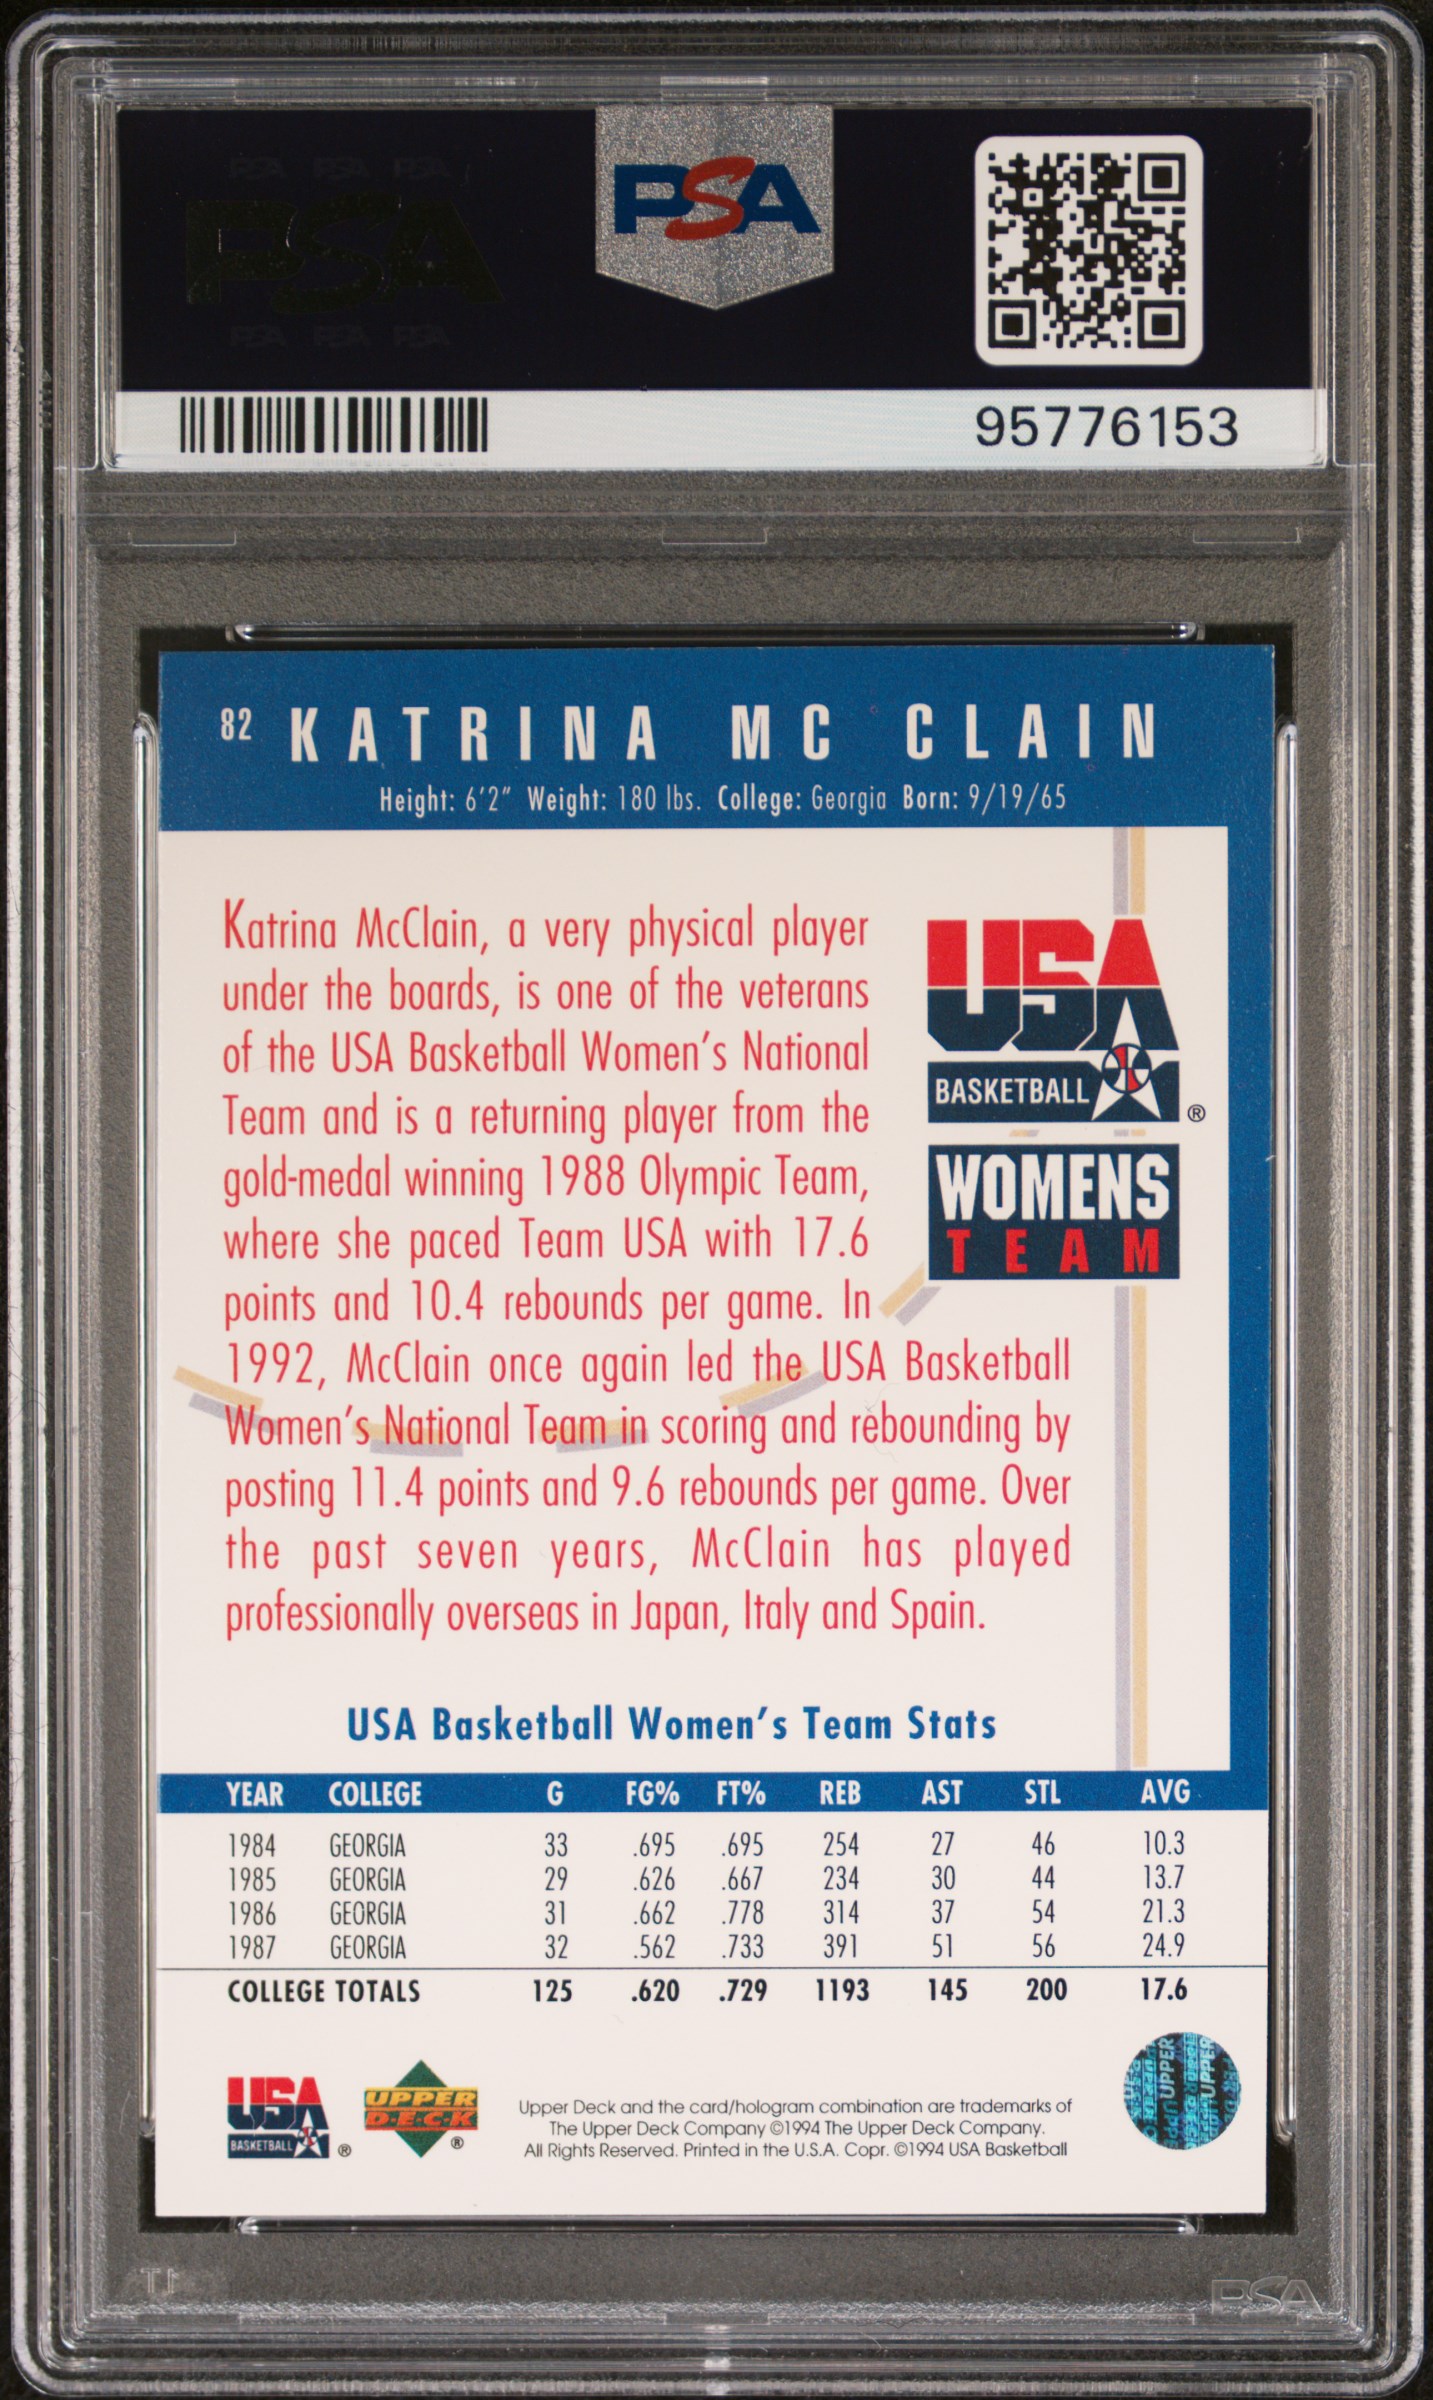 PSA PSA PSA
PSA
PSA PSA PSA
PSA
95776153
82 KATRINA MC CLAIN
Height: 6'2" Weight: 180 lbs. College: Georgia Born: 9/19/65
Katrina McClain, a very physical player
under the boards, is one of the veterans
of the USA Basketball Women's National
Team and is a returning player from the
gold-medal winning 1988 Olympic Team,
where she paced Team USA with 17.6
points and 10.4 rebounds per game. In
1992, McClain once again led the USA Basketball
Women's National Team in scoring and rebounding by
posting 11.4 points and 9.6 rebounds per game. Over
the past seven years, McClain has played
professionally overseas in Japan, Italy and Spain.
USA
BASKETBALL ®
WOMENS
TEAM
USA Basketball Women's Team Stats
YEAR COLLEGE G FG% FT% REB AST STL AVG
1984 GEORGIA 33 .695 .695 254 27 46 10.3
1985 GEORGIA 29 .626 .667 234 30 44 13.7
1986 GEORGIA 31 .662 .778 314 37 54 21.3
1987 GEORGIA 32 .562 .733 391 51 56 24.9
COLLEGE TOTALS 125 .620 .729 1193 145 200 17.6
USA
BASKETBALL ®
UPPER
D·E·C·K ®
Upper Deck and the card/hologram combination are trademarks of
The Upper Deck Company ©1994 The Upper Deck Company.
All Rights Reserved. Printed in the U.S.A. Copr. ©1994 USA Basketball
UPPER
UPPER
PSA